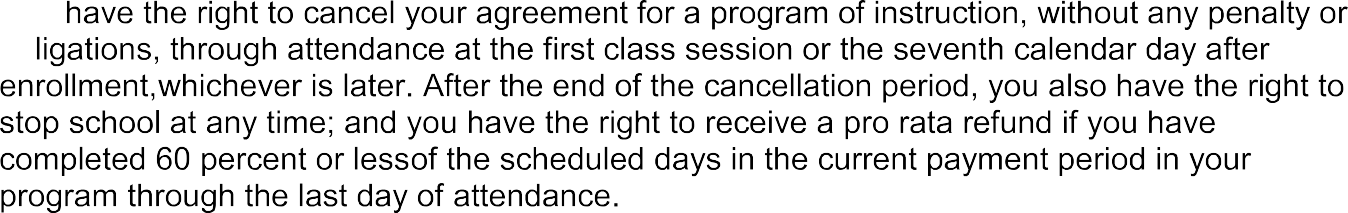 have the right to cancel your agreement for a program of instruction, without any penalty or
ligations, through attendance at the first class session or the seventh calendar day after
enrollment,whichever is later. After the end of the cancellation period, you also have the right to
stop school at any time; and you have the right to receive a pro rata refund if you have
completed 60 percent or lessof the scheduled days in the current payment period in your
program through the last day of attendance.